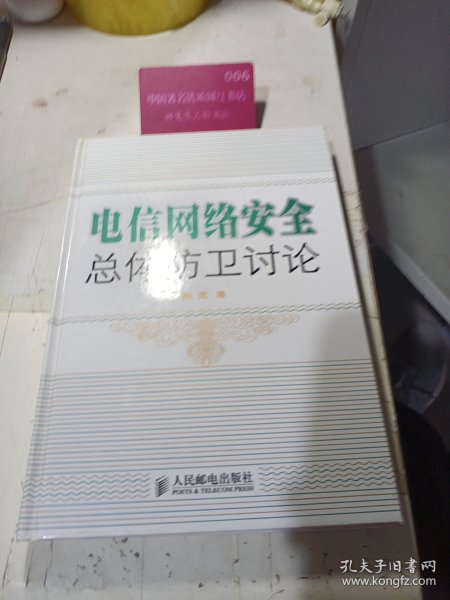 006
电信网络安全
总体防卫讨论
人民邮电出版社
POSTS & TELECOM PRESS
孔夫子旧书网
www.kongfz.com